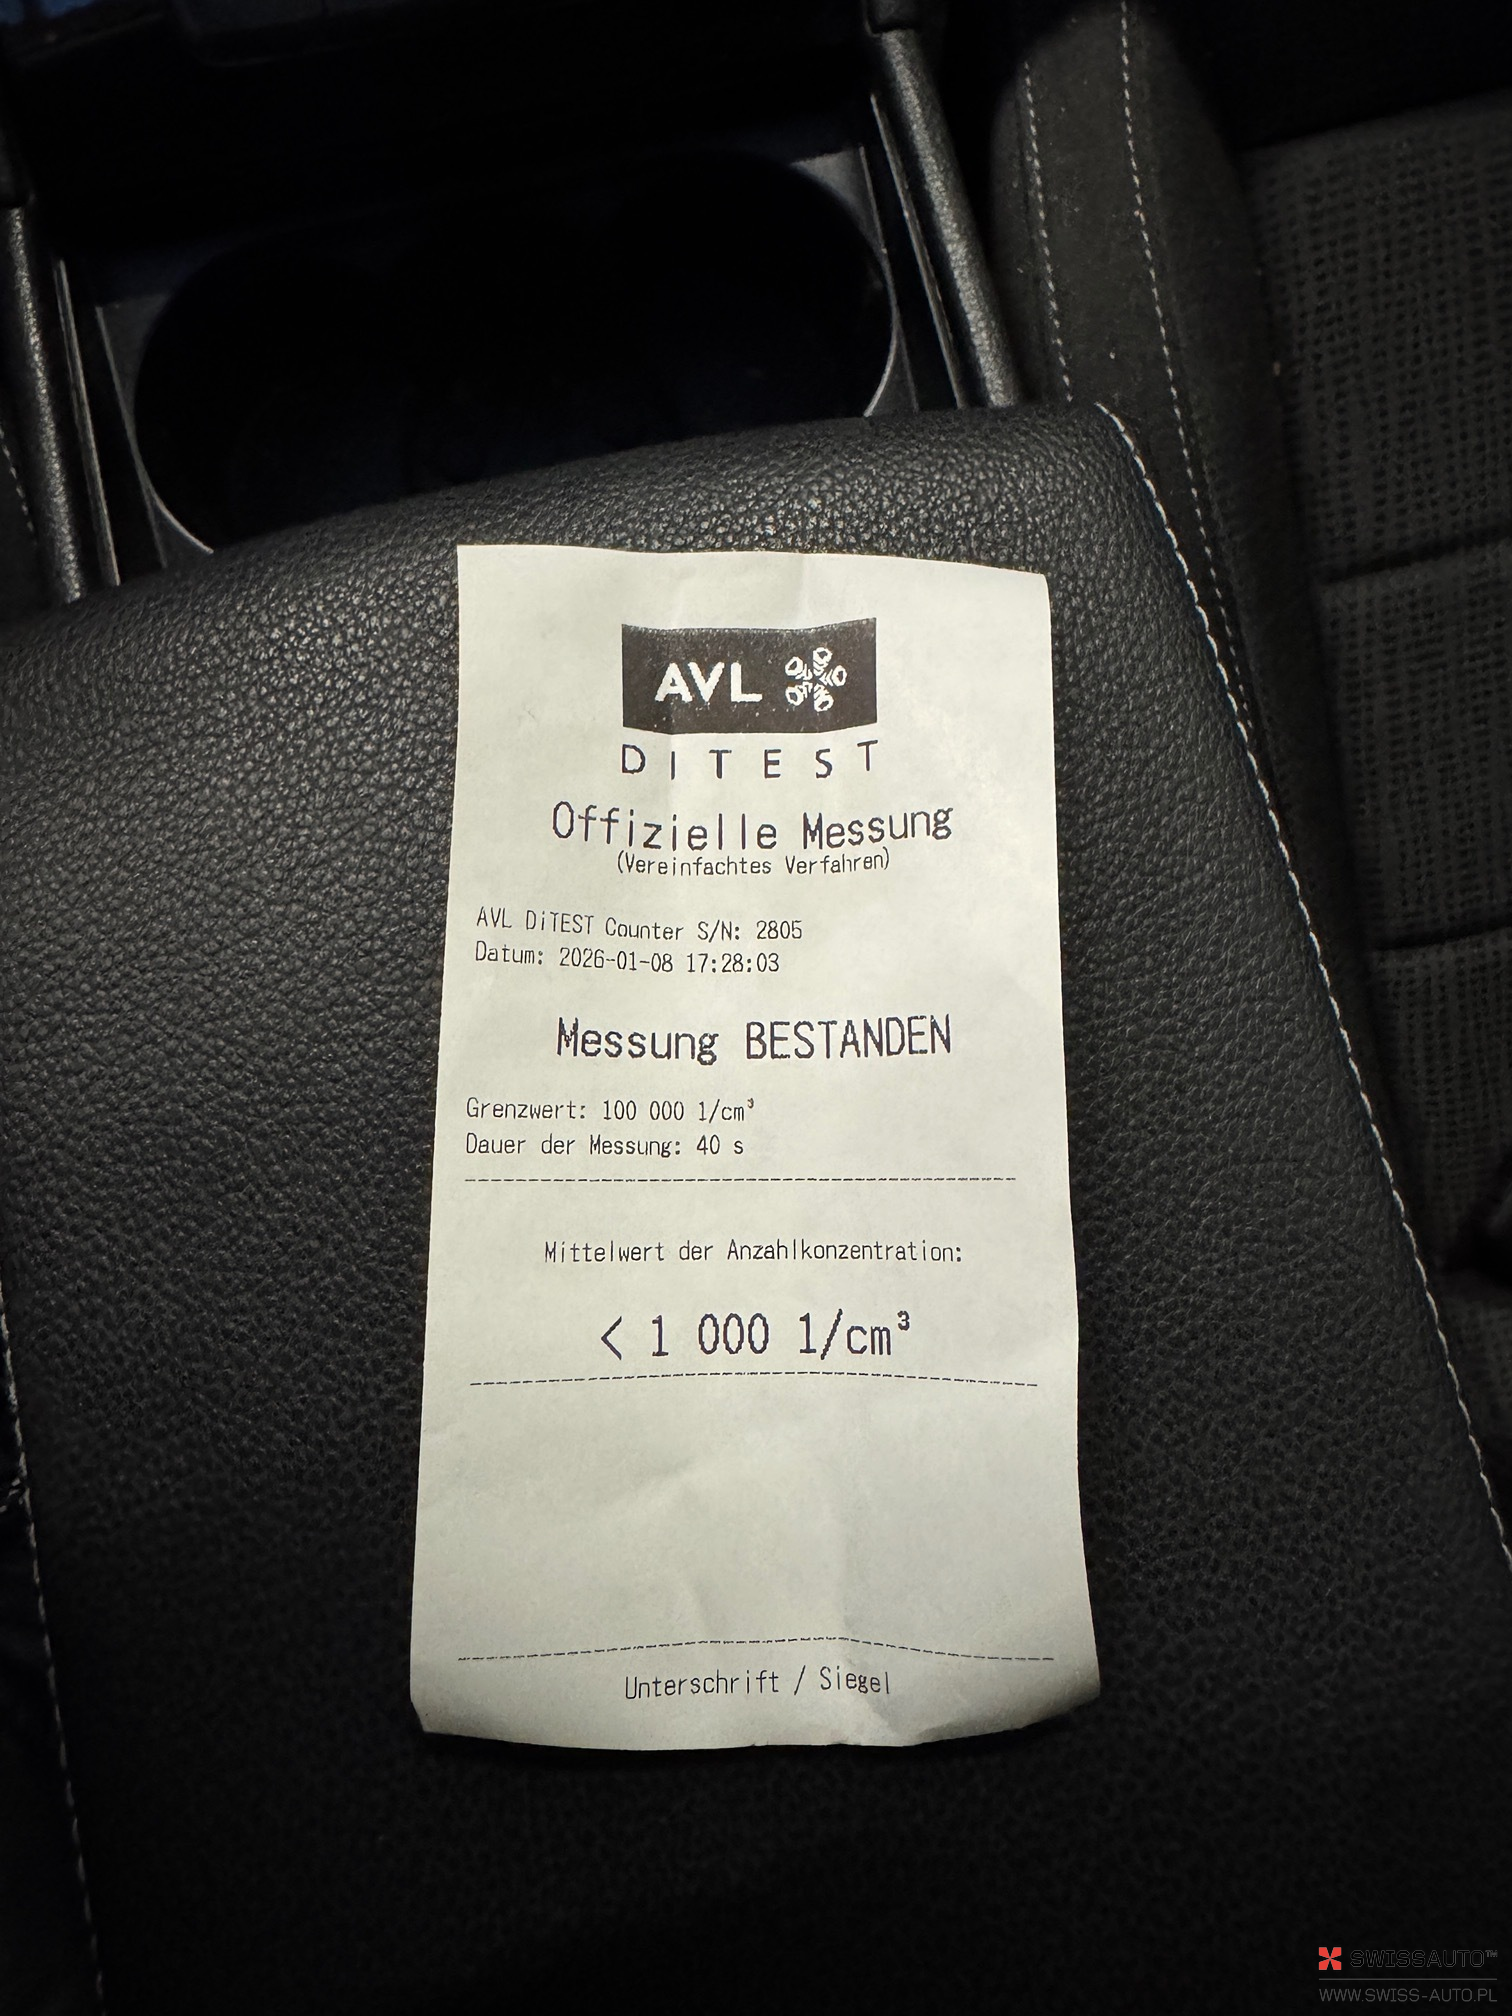 AVL
DITEST
Offizielle Messung
(Vereinfachtes Verfahren)
AVL DiTEST Counter S/N: 2805
Datum: 2026-01-08 17:28:03
Messung BESTANDEN
Grenzwert: 100 000 1/cm³
Dauer der Messung: 40 s
Mittelwert der Anzahlkonzentration:
< 1 000 1/cm³
Unterschrift / Siegel
SWISSAUTO™
WWW.SWISS-AUTO.PL